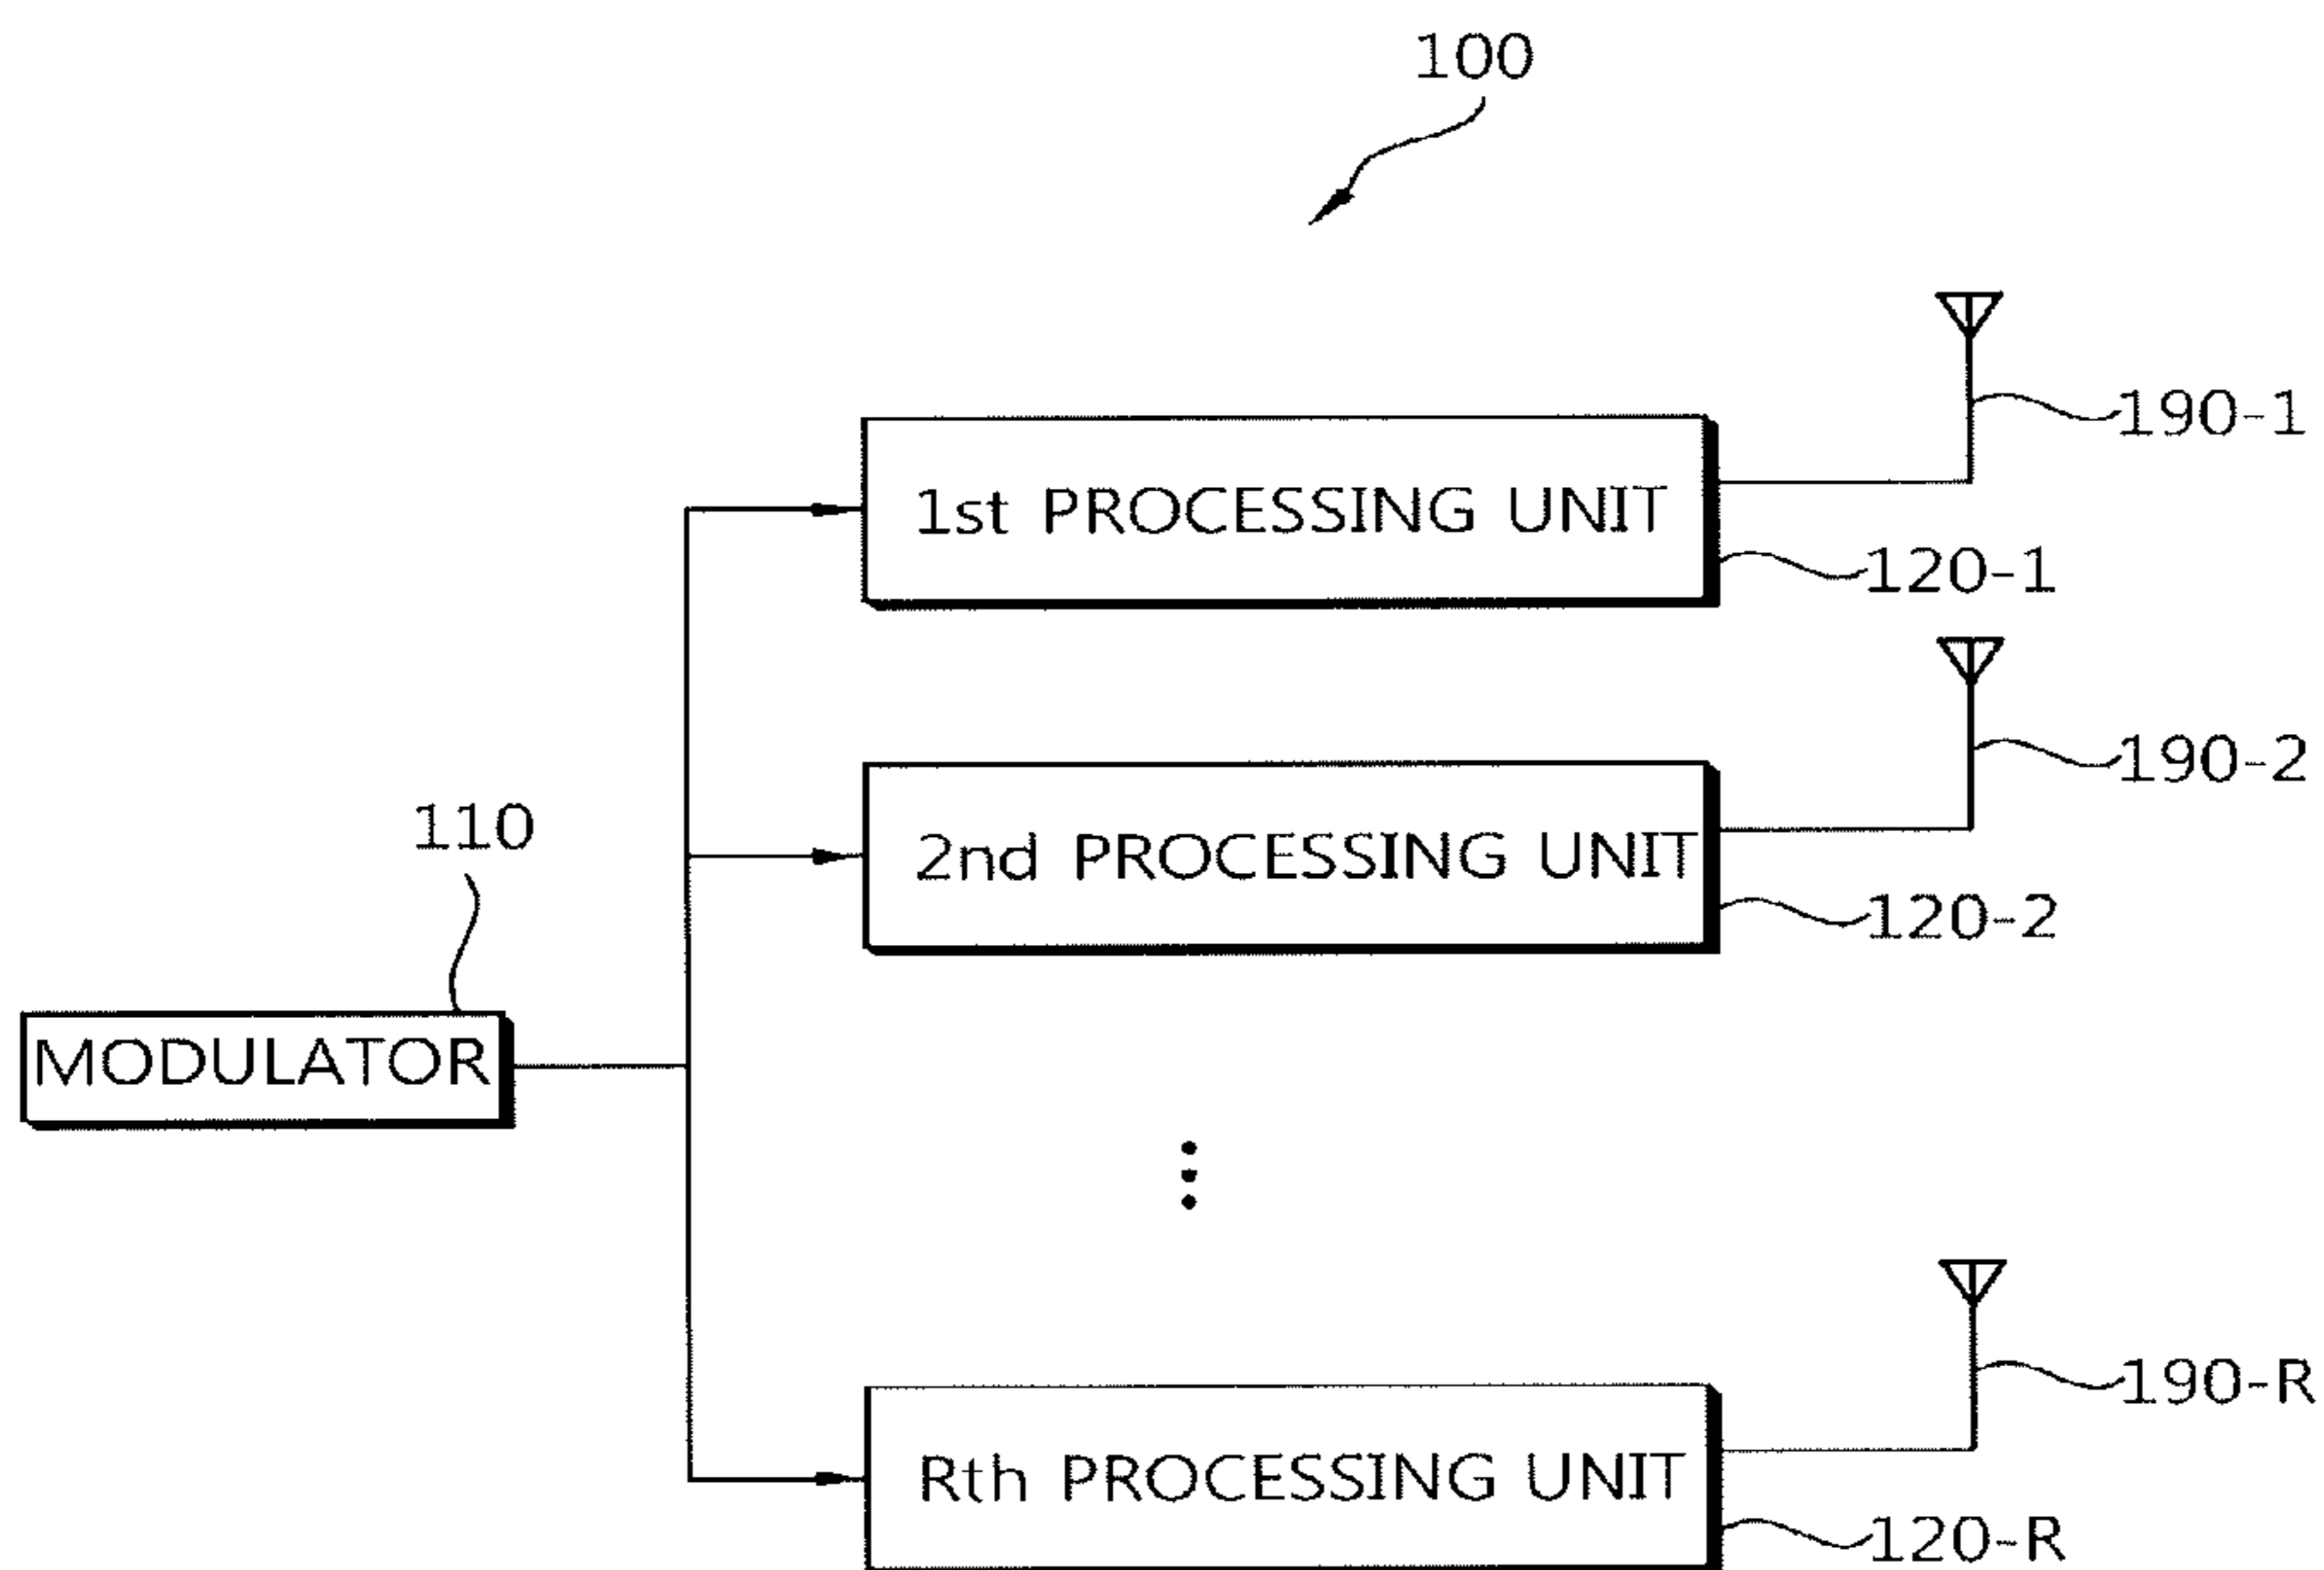 100
190-1
1st PROCESSING UNIT
120-1
190-2
110
2nd PROCESSING UNIT
120-2
MODULATOR
190-R
Rth PROCESSING UNIT
120-R